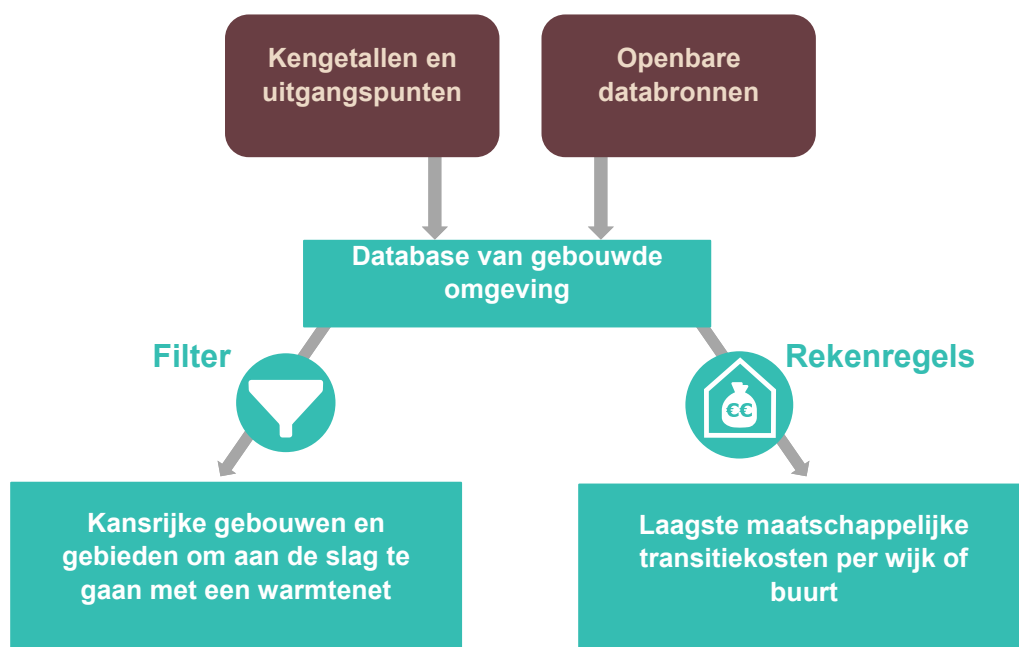 Kengetallen en
uitgangspunten
Openbare
databronnen
Database van gebouwde
omgeving
Filter
Rekenregels
€€
Kansrijke gebouwen en
gebieden om aan de slag te
gaan met een warmtenet
Laagste maatschappelijke
transitiekosten per wijk of
buurt